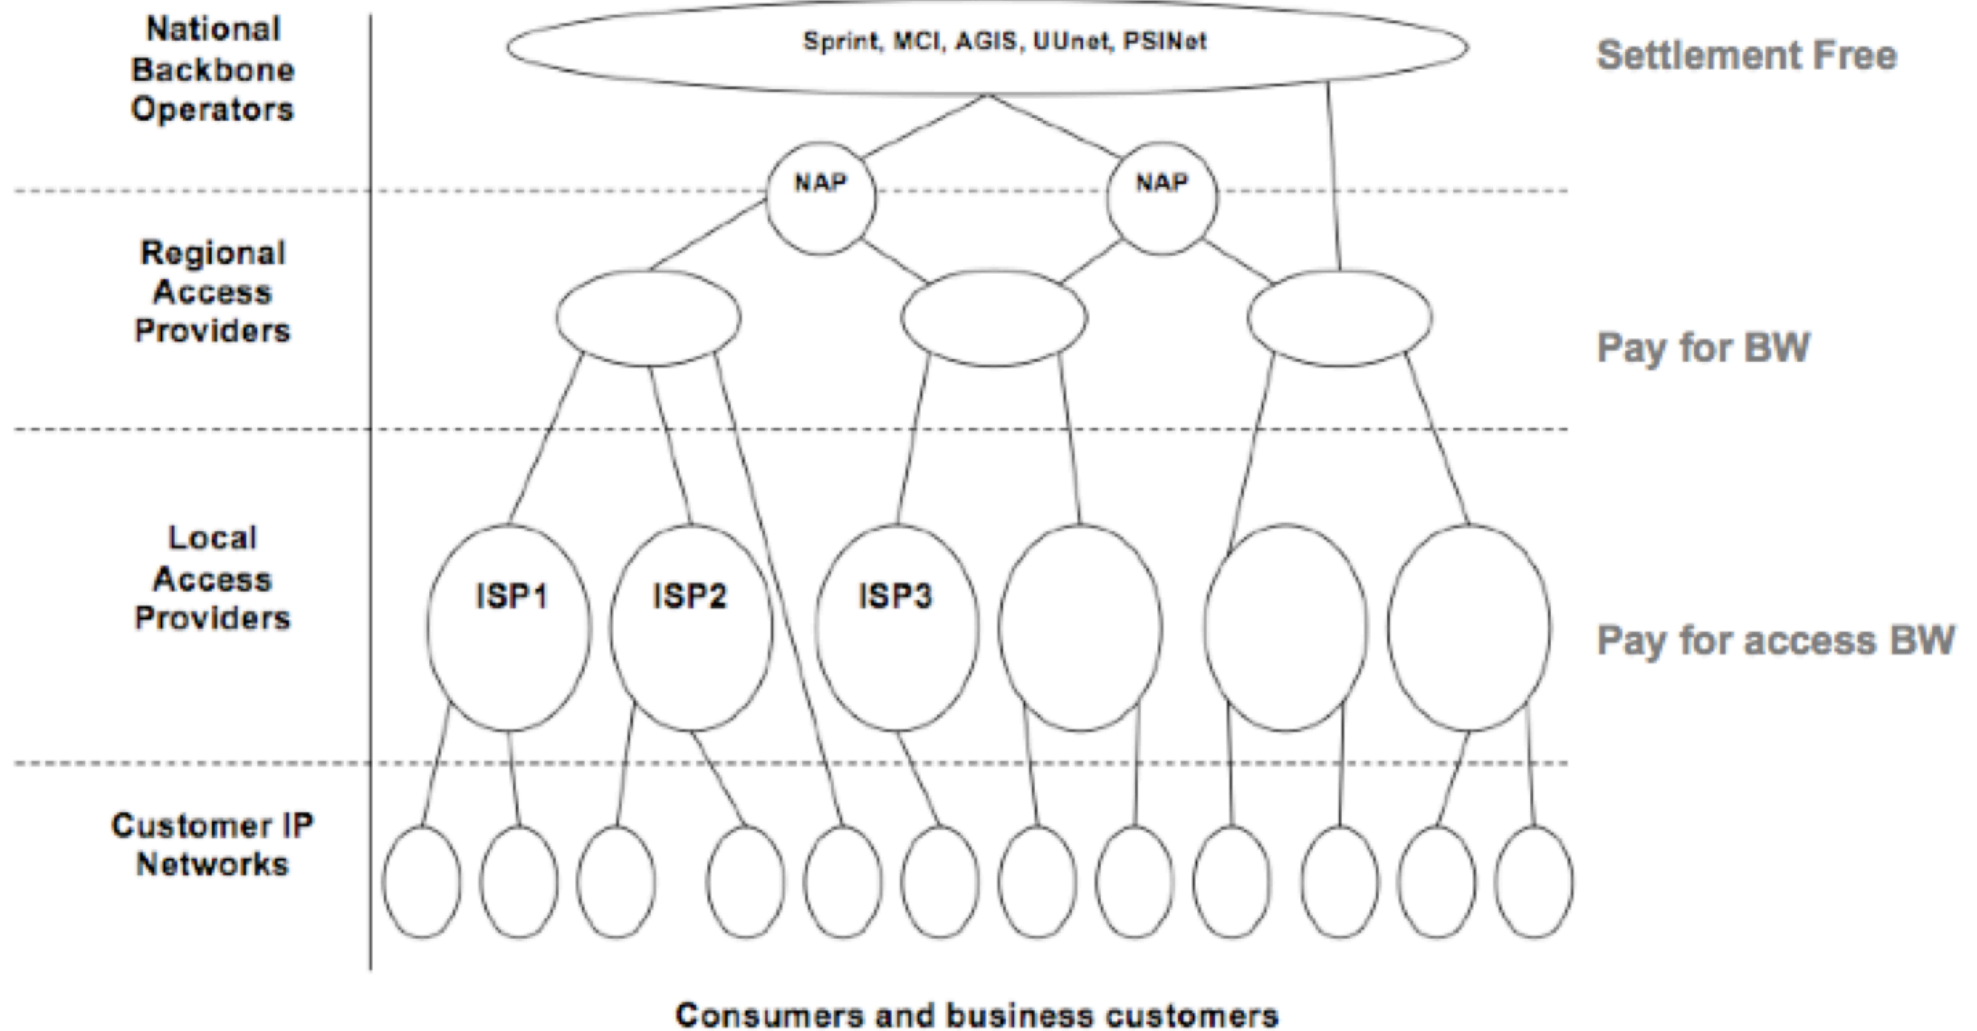 National
Backbone
Operators
Sprint, MCI, AGIS, UUnet, PSINet
Settlement Free
NAP
NAP
Regional
Access
Providers
Pay for BW
Local
Access
Providers
ISP1
ISP2
ISP3
Pay for access BW
Customer IP
Networks
Consumers and business customers